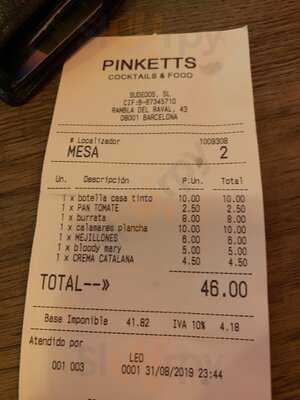 PINKETTS
COCKTAILS & FOOD
SUDEDOS, SL
CIF:B-67345710
RAMBLA DEL RAVAL, 43
08001 BARCELONA
# Localizador 1009308
MESA 2
Un. Descripción P.Un. Total
1 x botella casa tinto 10.00 10.00
1 x PAN TOMATE 2.50 2.50
1 x burrata 8.00 8.00
1 x calamares plancha 10.00 10.00
1 x MEJILLONES 6.00 6.00
1 x bloody mary 5.00 5.00
1 x CREMA CATALANA 4.50 4.50
TOTAL--» 46.00
Base Imponible 41.82 IVA 10% 4.18
Atendido por
LEO
001 003 0001 31/08/2019 23:44